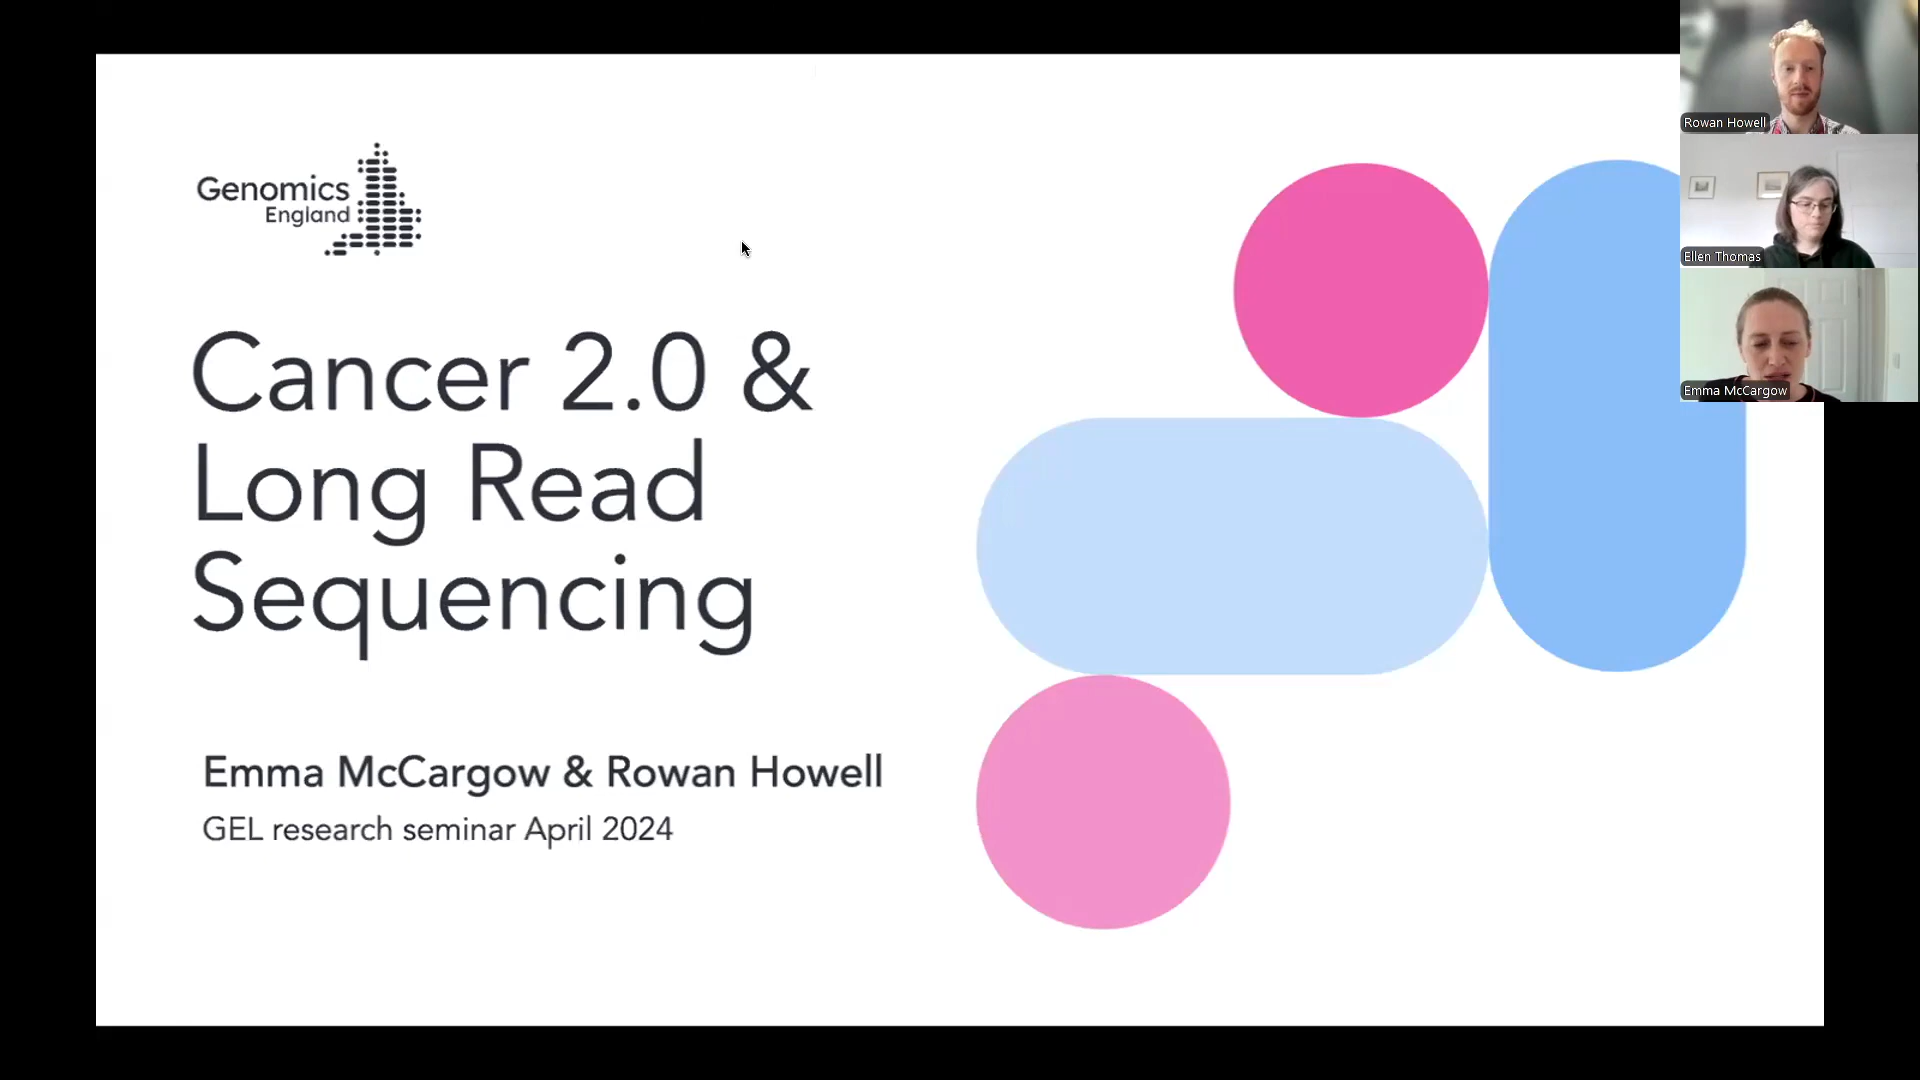 Genomics
England
Cancer 2.0 &
Long Read
Sequencing
Emma McCargow & Rowan Howell
GEL research seminar April 2024
Rowan Howell
Ellen Thomas
Emma McCargow